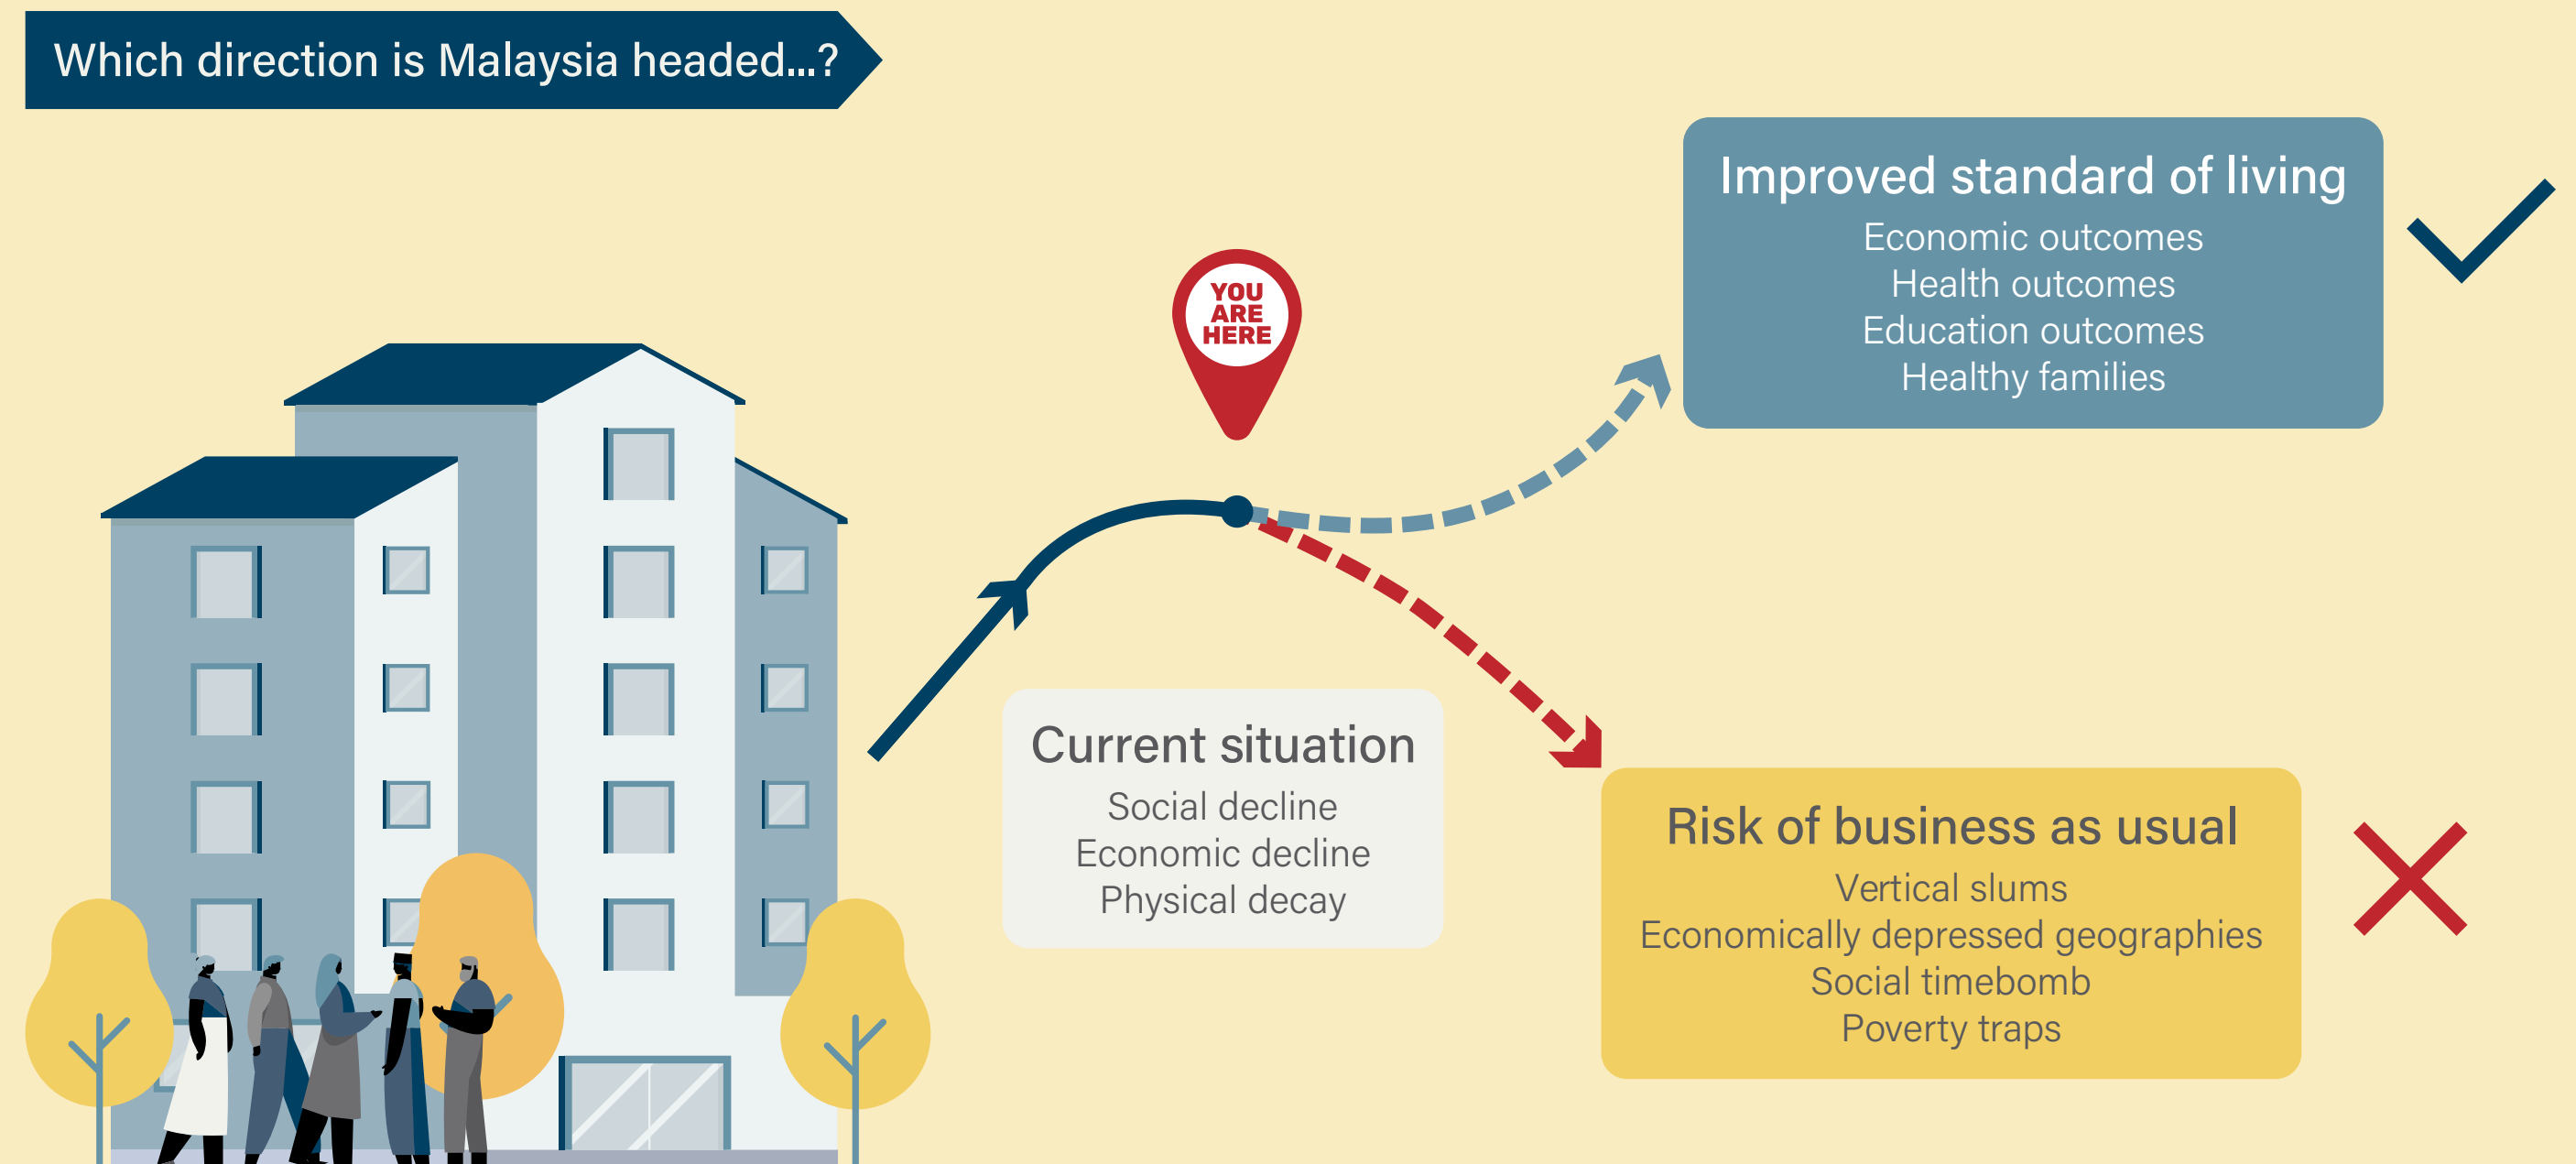 Which direction is Malaysia headed...?
YOU
ARE
HERE
Improved standard of living
Economic outcomes
Health outcomes
Education outcomes
Healthy families
Current situation
Social decline
Economic decline
Physical decay
Risk of business as usual
Vertical slums
Economically depressed geographies
Social timebomb
Poverty traps